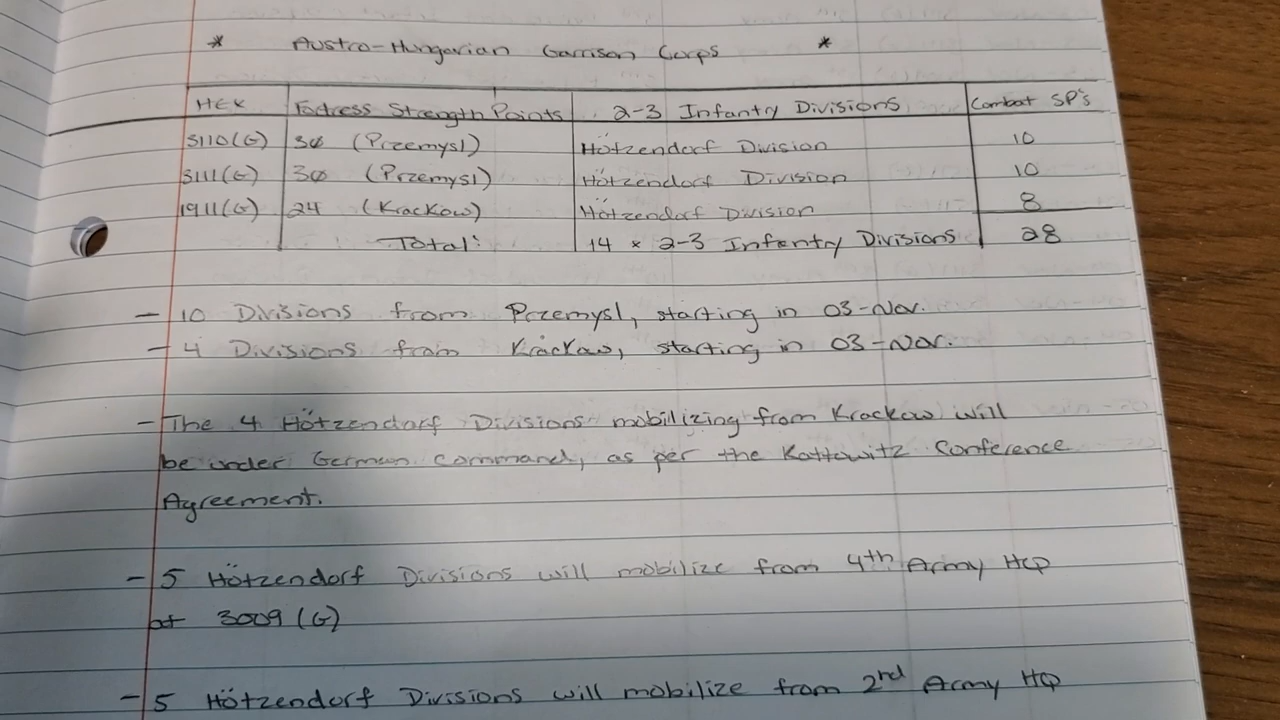 * Austro-Hungarian Garrison Corps *
HEX Fortress Strength Points 2-3 Infantry Divisions Combat SP's
3110(G) 30 (Przemysl) Hötzendorf Division 10
3111(G) 30 (Przemysl) Hötzendorf Division 10
1911(G) 24 (Krackow) Hötzendorf Division 8
Total: 14 x 2-3 Infantry Divisions 28
- 10 Divisions from Przemysl, starting in 03-Nov.
- 4 Divisions from Krackow, starting in 03-Nov.
- The 4 Hötzendorf Divisions mobilizing from Krackow will
be under German command, as per the Kattowitz Conference
Agreement.
- 5 Hötzendorf Divisions will mobilize from 4th Army HQ
at 3009 (G)
- 5 Hötzendorf Divisions will mobilize from 2nd Army HQ